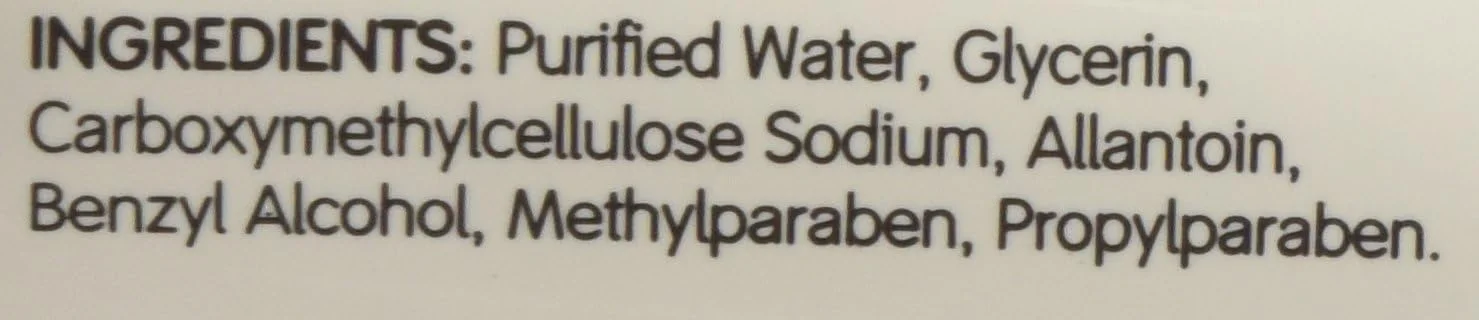 INGREDIENTS: Purified Water, Glycerin,
Carboxymethylcellulose Sodium, Allantoin,
Benzyl Alcohol, Methylparaben, Propylparaben.